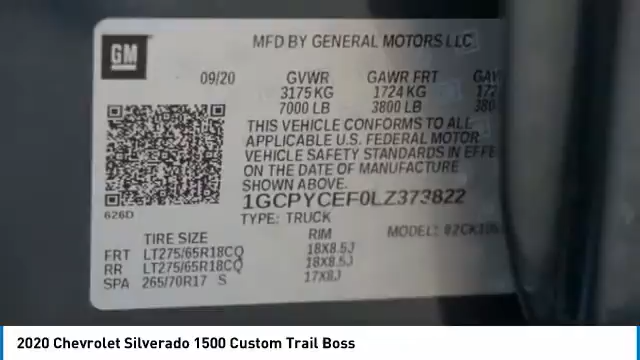 GM
MFD BY GENERAL MOTORS LLC
09/20 GVWR GAWR FRT
3175 KG 1724 KG
7000 LB 3800 LB
THIS VEHICLE CONFORMS TO ALL
APPLICABLE U.S. FEDERAL MOTOR
VEHICLE SAFETY STANDARDS IN EFFE
ON THE DATE OF MANUFACTURE
SHOWN ABOVE.
1GCPYCEF0LZ373822
626D
TYPE: TRUCK
MODEL:
TIRE SIZE RIM
FRT LT275/65R18CQ 18X8.5J
RR LT275/65R18CQ 18X8.5J
SPA 265/70R17 S 17X8J
2020 Chevrolet Silverado 1500 Custom Trail Boss